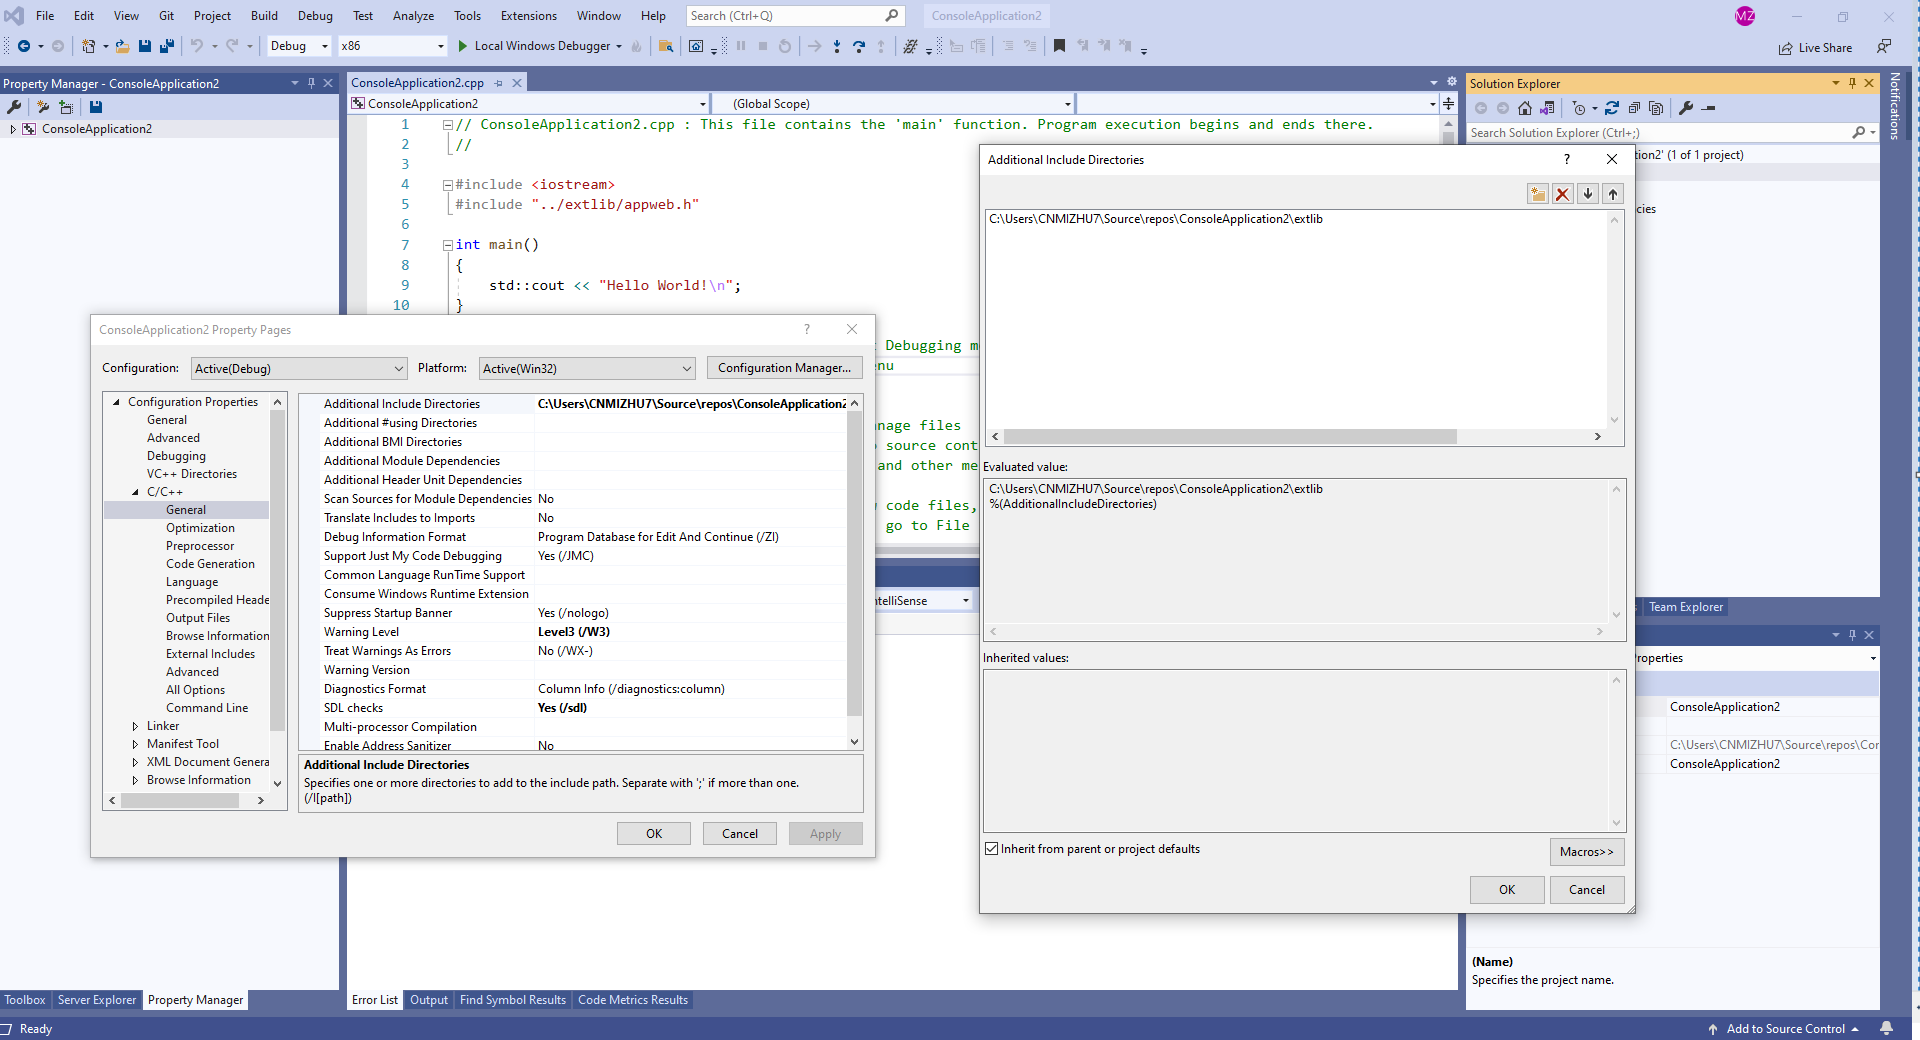 File Edit View Git Project Build Debug Test Analyze Tools Extensions Window Help Search (Ctrl+Q) ConsoleApplication2 MZ
Debug x86 Local Windows Debugger Live Share
Property Manager - ConsoleApplication2
ConsoleApplication2
ConsoleApplication2.cpp
ConsoleApplication2 (Global Scope)
1 // ConsoleApplication2.cpp : This file contains the 'main' function. Program execution begins and ends there.
2 //
3
4 #include <iostream>
5 #include "../extlib/appweb.h"
6
7 int main()
8 {
9 std::cout << "Hello World!\n";
10 }
t Debugging m
enu
nage files
source cont
and other me
code files,
go to File
ntelliSense
ConsoleApplication2 Property Pages
?
Configuration: Active(Debug) Platform: Active(Win32) Configuration Manager...
Configuration Properties
General
Advanced
Debugging
VC++ Directories
C/C++
General
Optimization
Preprocessor
Code Generation
Language
Precompiled Heade
Output Files
Browse Information
External Includes
Advanced
All Options
Command Line
Linker
Manifest Tool
XML Document Genera
Browse Information
Additional Include Directories C:\Users\CNMIZHU7\Source\repos\ConsoleApplication2
Additional #using Directories
Additional BMI Directories
Additional Module Dependencies
Additional Header Unit Dependencies
Scan Sources for Module Dependencies No
Translate Includes to Imports No
Debug Information Format Program Database for Edit And Continue (/ZI)
Support Just My Code Debugging Yes (/JMC)
Common Language RunTime Support
Consume Windows Runtime Extension
Suppress Startup Banner Yes (/nologo)
Warning Level Level3 (/W3)
Treat Warnings As Errors No (/WX-)
Warning Version
Diagnostics Format Column Info (/diagnostics:column)
SDL checks Yes (/sdl)
Multi-processor Compilation
Enable Address Sanitizer No
Additional Include Directories
Specifies one or more directories to add to the include path. Separate with ';' if more than one.
(/I[path])
OK Cancel Apply
Additional Include Directories
?
C:\Users\CNMIZHU7\Source\repos\ConsoleApplication2\extlib
Evaluated value:
C:\Users\CNMIZHU7\Source\repos\ConsoleApplication2\extlib
%(AdditionalIncludeDirectories)
Inherited values:
Inherit from parent or project defaults
Macros>>
OK Cancel
Solution Explorer
Search Solution Explorer (Ctrl+;)
tion2' (1 of 1 project)
cies
Team Explorer
roperties
ConsoleApplication2
C:\Users\CNMIZHU7\Source\repos\Cor
ConsoleApplication2
(Name)
Specifies the project name.
Notifications
Toolbox Server Explorer Property Manager
Error List Output Find Symbol Results Code Metrics Results
Ready
Add to Source Control